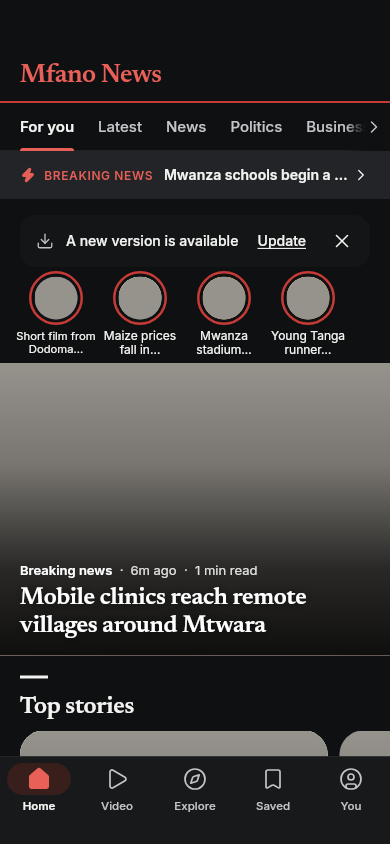 Mfano News
For you Latest News Politics Busines
BREAKING NEWS Mwanza schools begin a ...
A new version is available Update
Short film from
Dodoma...
Maize prices
fall in...
Mwanza
stadium...
Young Tanga
runner...
Breaking news · 6m ago · 1 min read
Mobile clinics reach remote
villages around Mtwara
Top stories
Home Video Explore Saved You